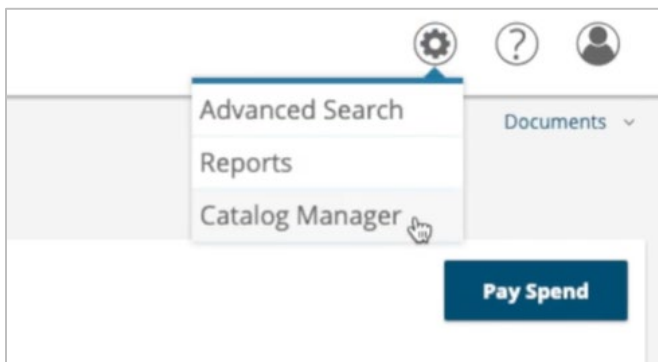 ?
Advanced Search
Documents
Reports
Catalog Manager
Pay Spend